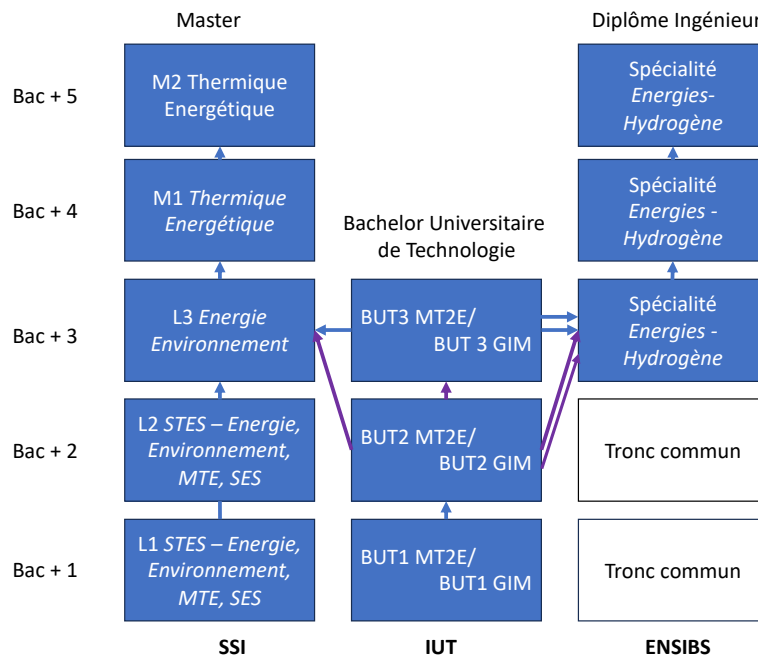 Master
Diplôme Ingénieur
Bac + 5
M2 Thermique
Energétique
Spécialité
Energies-
Hydrogène
Bac + 4
M1 Thermique
Energétique
Bachelor Universitaire
de Technologie
Spécialité
Energies -
Hydrogène
Bac + 3
L3 Energie
Environnement
BUT3 MT2E/
BUT 3 GIM
Spécialité
Energies -
Hydrogène
Bac + 2
L2 STES – Energie,
Environnement,
MTE, SES
BUT2 MT2E/
BUT2 GIM
Tronc commun
Bac + 1
L1 STES – Energie,
Environnement,
MTE, SES
BUT1 MT2E/
BUT1 GIM
Tronc commun
SSI
IUT
ENSIBS